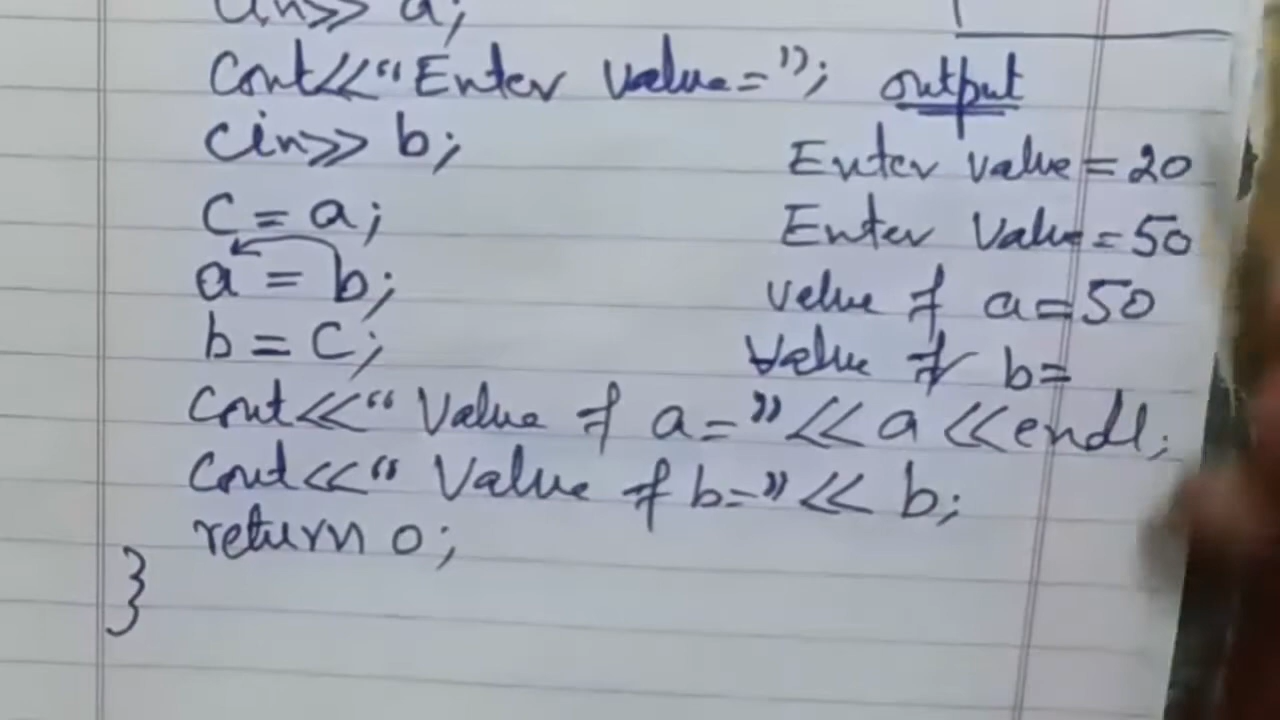 cin>> a;
Cout<<"Enter value=";
cin>> b;
c = a;
a = b;
b = c;
Cout<<" Value of a="<< a <<endl;
Cout<<" Value of b="<< b;
return 0;
}
output
Enter value = 20
Enter Value = 50
value of a=50
Value of b=